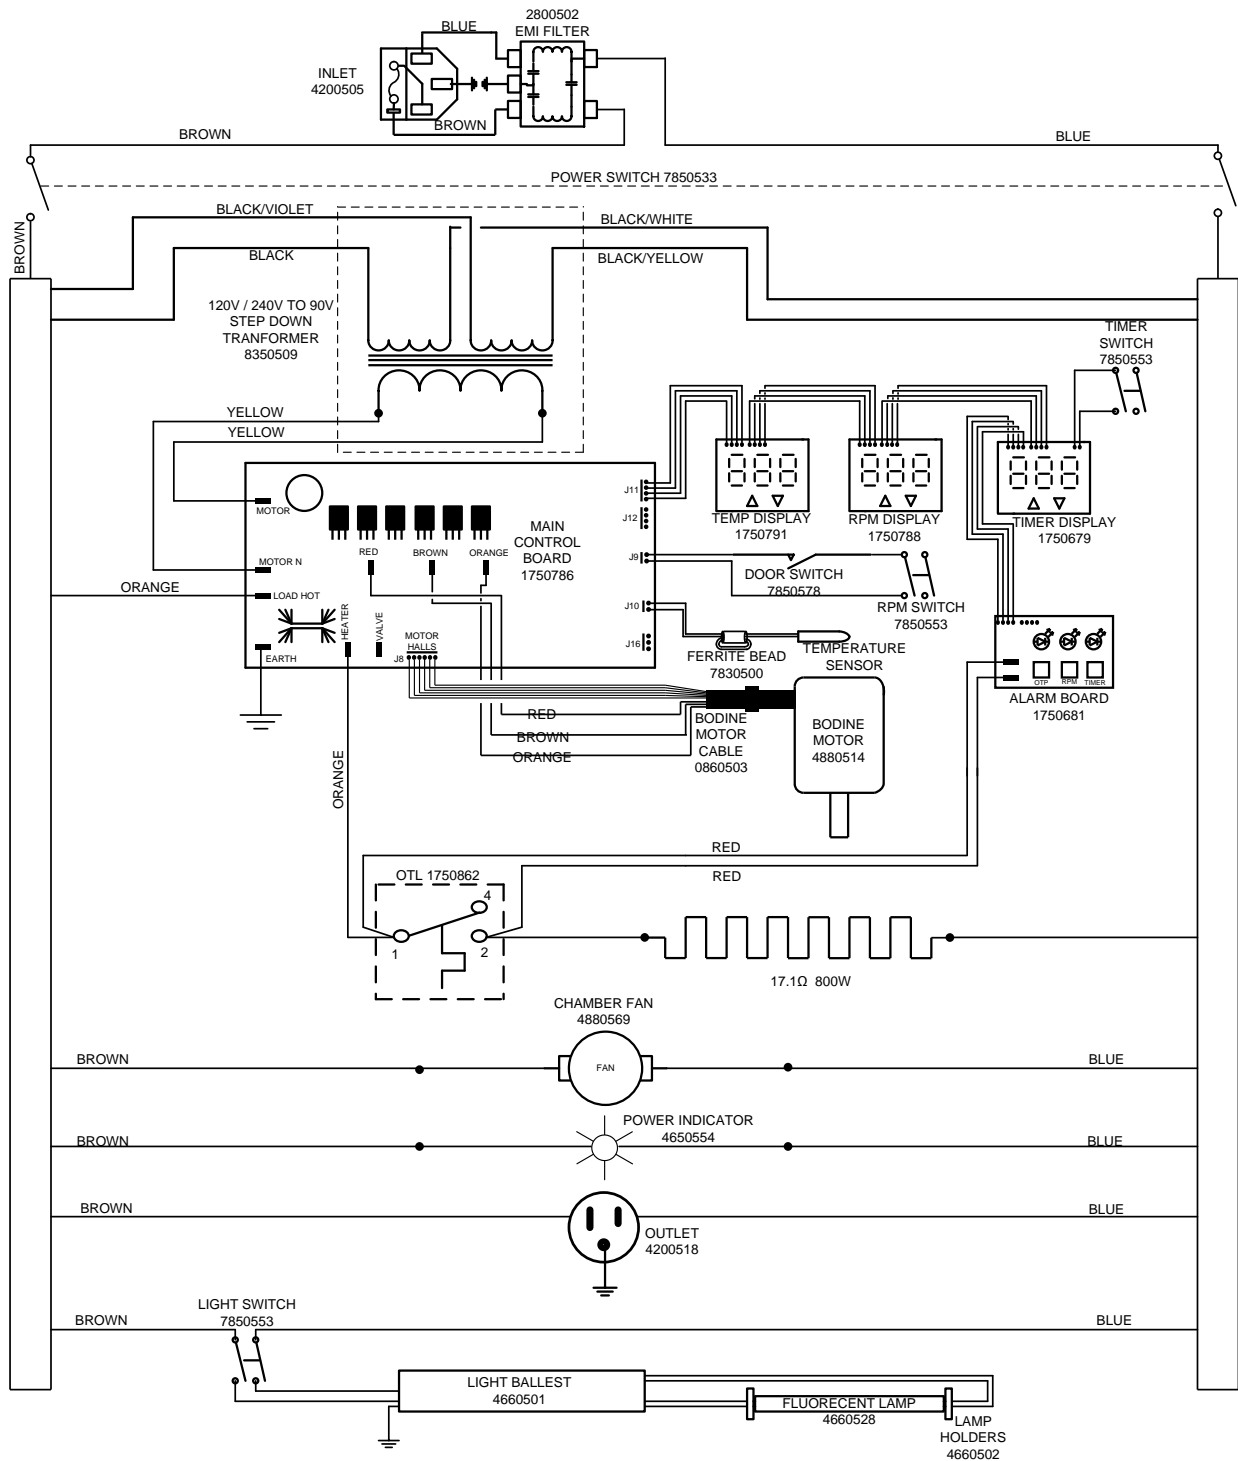 2800502
EMI FILTER
BLUE
INLET
4200505
BROWN
BROWN
BLUE
POWER SWITCH 7850533
BLACK/VIOLET
BLACK/WHITE
BROWN
BLACK
BLACK/YELLOW
120V / 240V TO 90V
STEP DOWN
TRANFORMER
8350509
TIMER
SWITCH
7850553
YELLOW
YELLOW
MOTOR
MOTOR N
ORANGE
LOAD HOT
EARTH
HEATER
VALVE
MOTOR
HALLS
J8
RED
BROWN
ORANGE
MAIN
CONTROL
BOARD
1750786
J11
J12
J9
J10
J16
TEMP DISPLAY
1750791
RPM DISPLAY
1750788
TIMER DISPLAY
1750679
DOOR SWITCH
7850578
RPM SWITCH
7850553
FERRITE BEAD
7830500
TEMPERATURE
SENSOR
OTP
RPM
TIMER
ALARM BOARD
1750681
RED
BROWN
ORANGE
BODINE
MOTOR
CABLE
0860503
BODINE
MOTOR
4880514
ORANGE
RED
RED
OTL 1750862
4
1
2
17.1Ω 800W
CHAMBER FAN
4880569
BROWN
FAN
BLUE
POWER INDICATOR
4650554
BROWN
BLUE
BROWN
BLUE
OUTLET
4200518
LIGHT SWITCH
7850553
BROWN
BLUE
LIGHT BALLEST
4660501
FLUORECENT LAMP
4660528
LAMP
HOLDERS
4660502